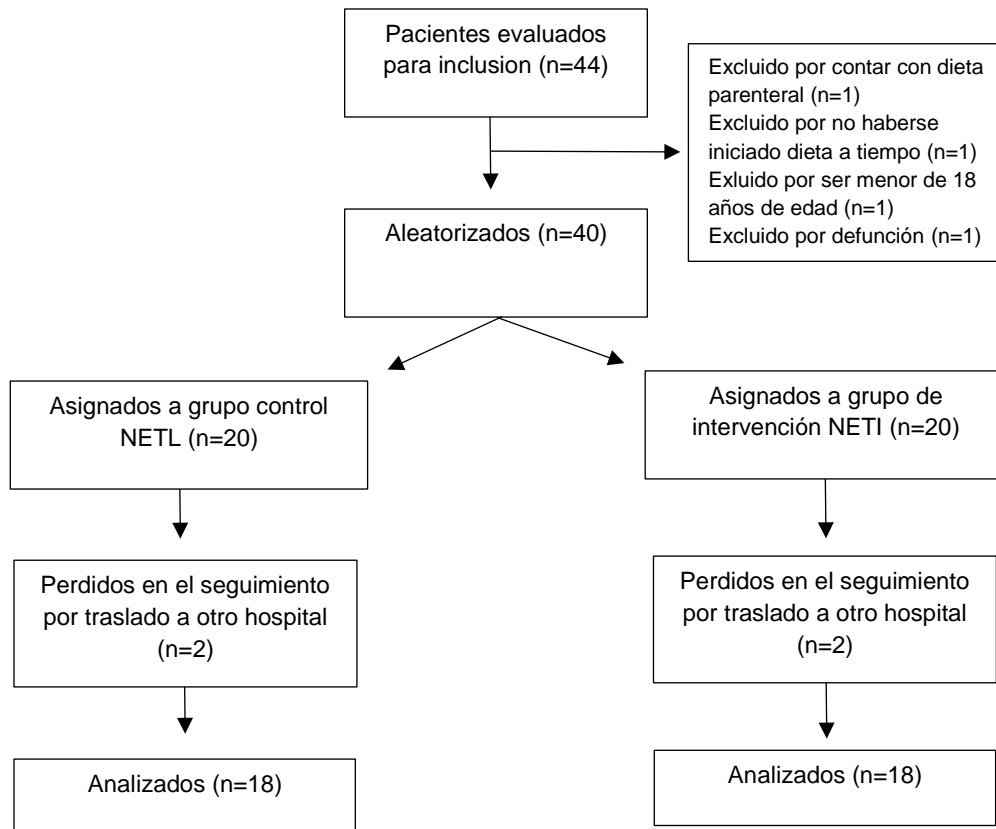 Pacientes evaluados
para inclusion (n=44)
Excluido por contar con dieta
parenteral (n=1)
Excluido por no haberse
iniciado dieta a tiempo (n=1)
Exluido por ser menor de 18
años de edad (n=1)
Excluido por defunción (n=1)
Aleatorizados (n=40)
Asignados a grupo control
NETL (n=20)
Asignados a grupo de
intervención NETI (n=20)
Perdidos en el seguimiento
por traslado a otro hospital
(n=2)
Perdidos en el seguimiento
por traslado a otro hospital
(n=2)
Analizados (n=18)
Analizados (n=18)